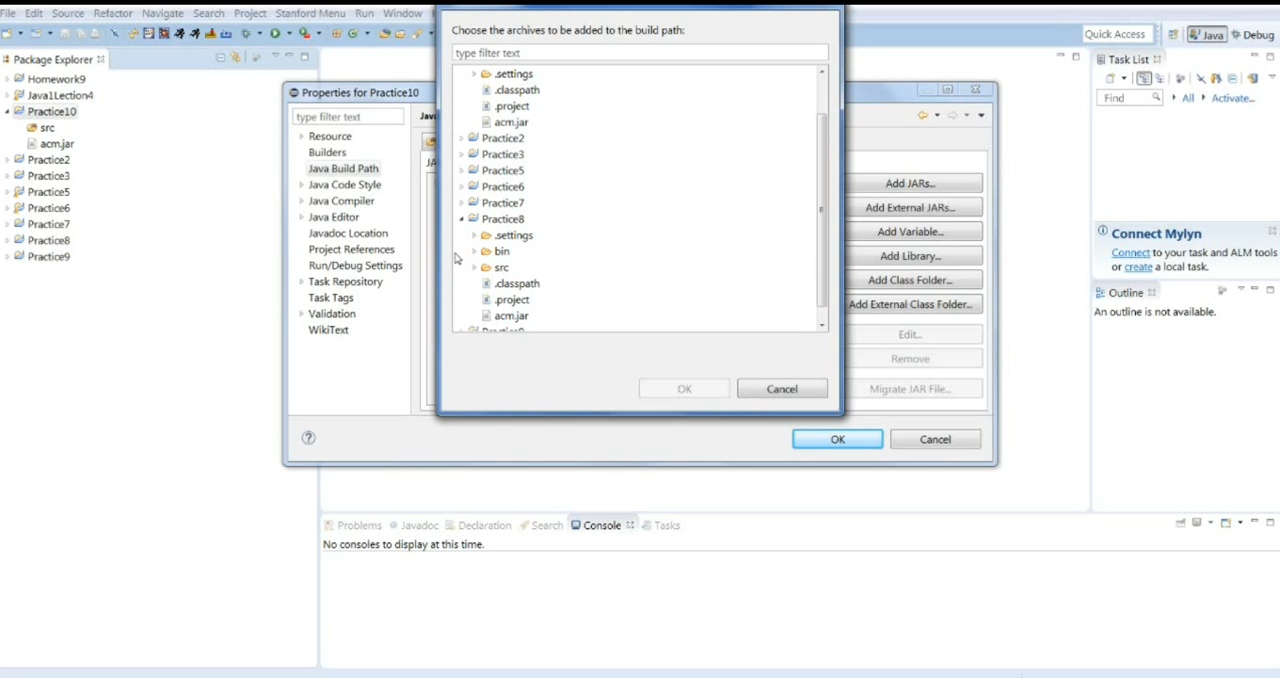 File Edit Source Refactor Navigate Search Project Stanford Menu Run Window
Quick Access
Java
Debug
Package Explorer
Homework9
Java1Lection4
Practice10
src
acm.jar
Practice2
Practice3
Practice5
Practice6
Practice7
Practice8
Practice9
Properties for Practice10
type filter text
Resource
Builders
Java Build Path
Java Code Style
Java Compiler
Java Editor
Javadoc Location
Project References
Run/Debug Settings
Task Repository
Task Tags
Validation
WikiText
Choose the archives to be added to the build path:
type filter text
.settings
.classpath
.project
acm.jar
Practice2
Practice3
Practice5
Practice6
Practice7
Practice8
.settings
bin
src
.classpath
.project
acm.jar
OK Cancel
Add JARs...
Add External JARs...
Add Variable...
Add Library...
Add Class Folder...
Add External Class Folder...
Edit...
Remove
Migrate JAR File...
OK Cancel
Task List
Find All Activate...
Connect Mylyn
Connect to your task and ALM tools
or create a local task.
Outline
An outline is not available.
Problems Javadoc Declaration Search Console Tasks
No consoles to display at this time.